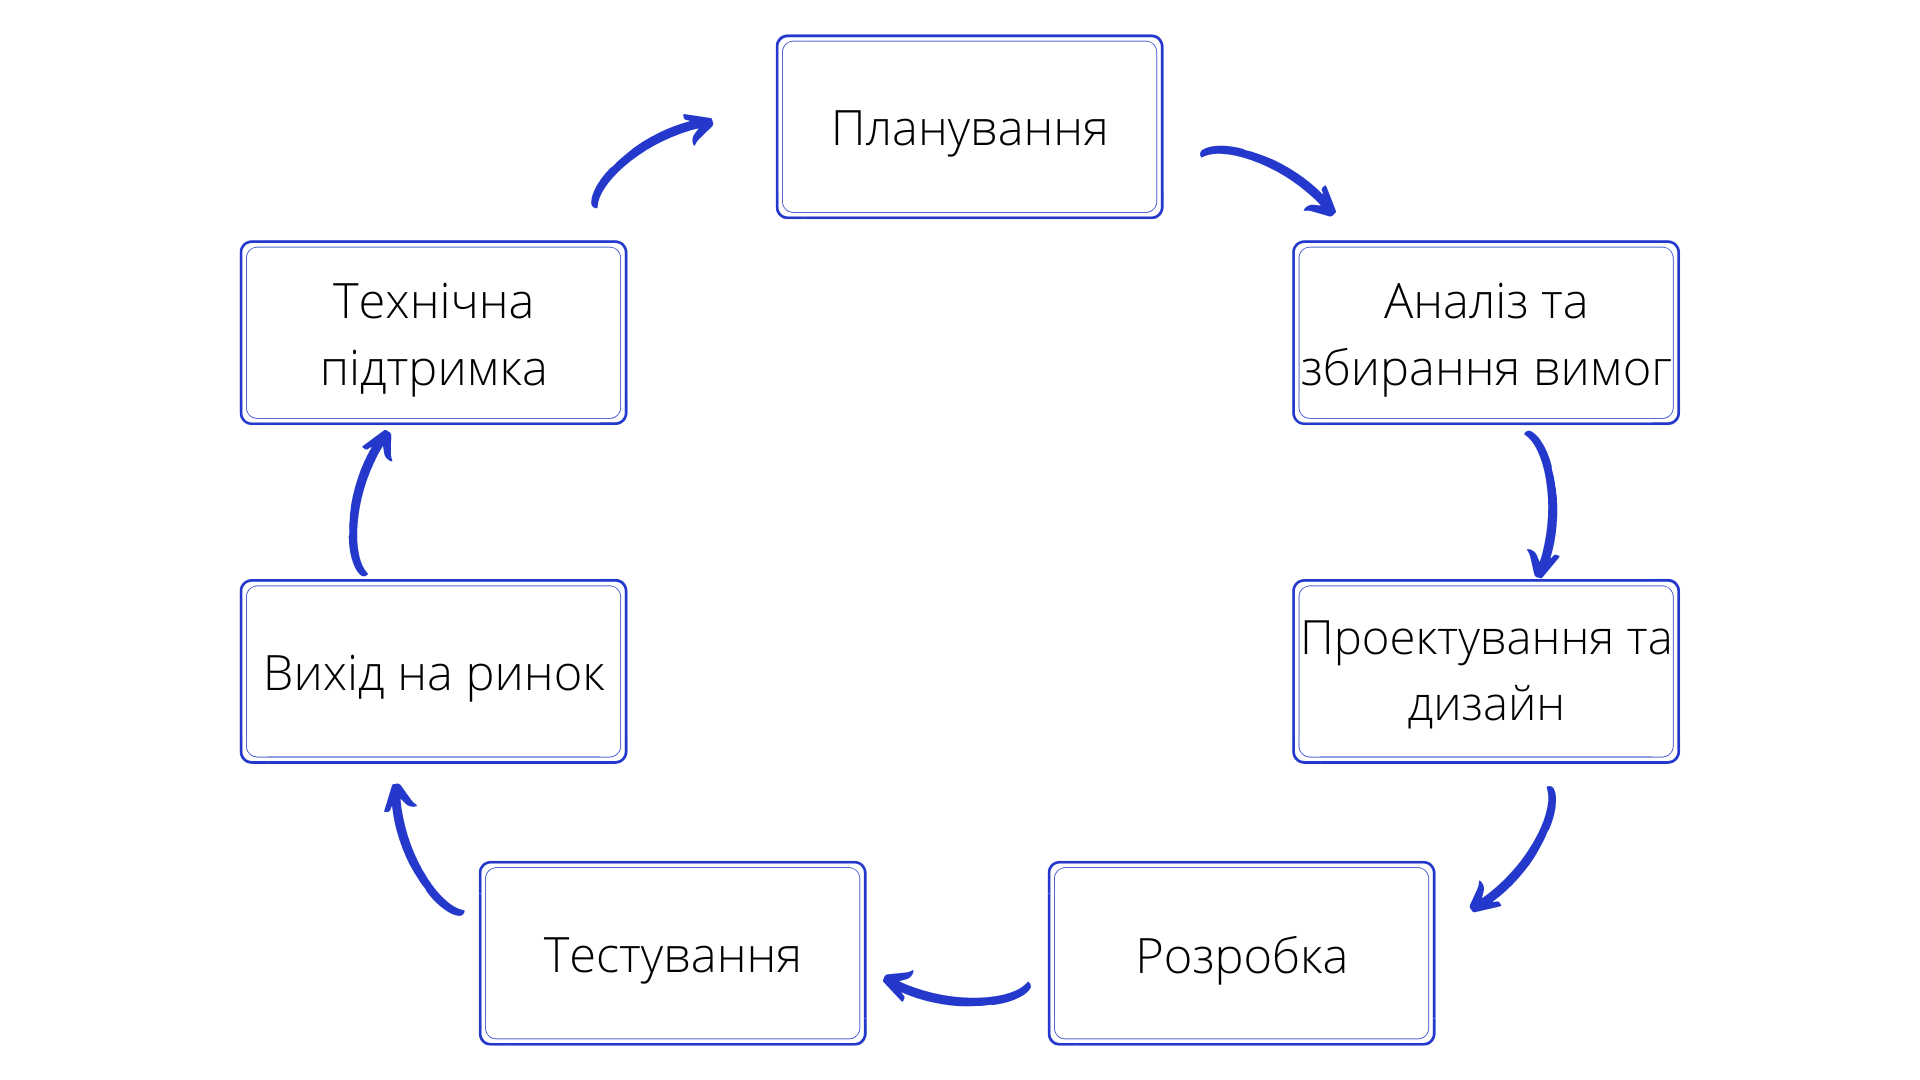 Планування
Аналіз та
збирання вимог
Проектування та
дизайн
Розробка
Тестування
Вихід на ринок
Технічна
підтримка